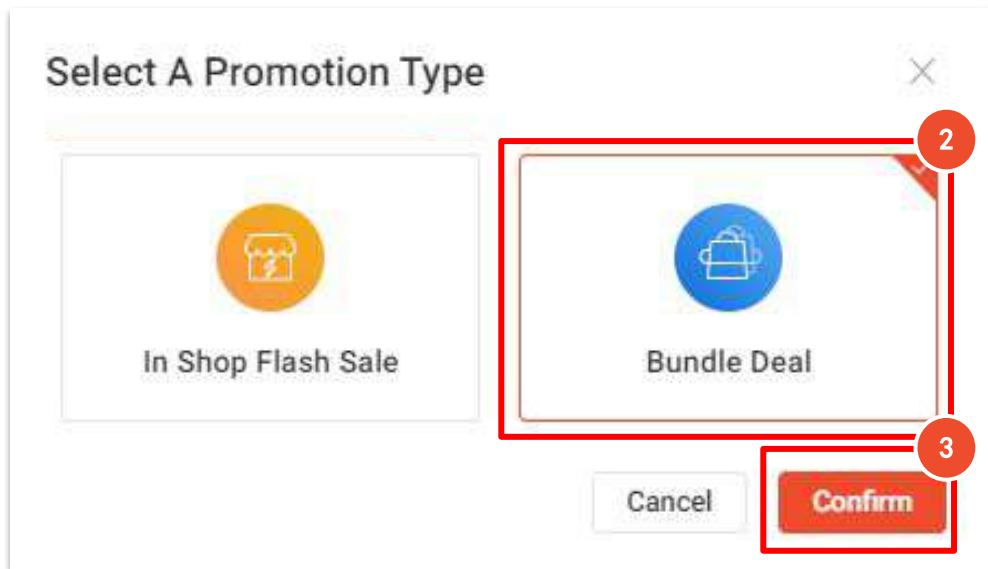 Select A Promotion Type
2
In Shop Flash Sale
Bundle Deal
3
Cancel
Confirm